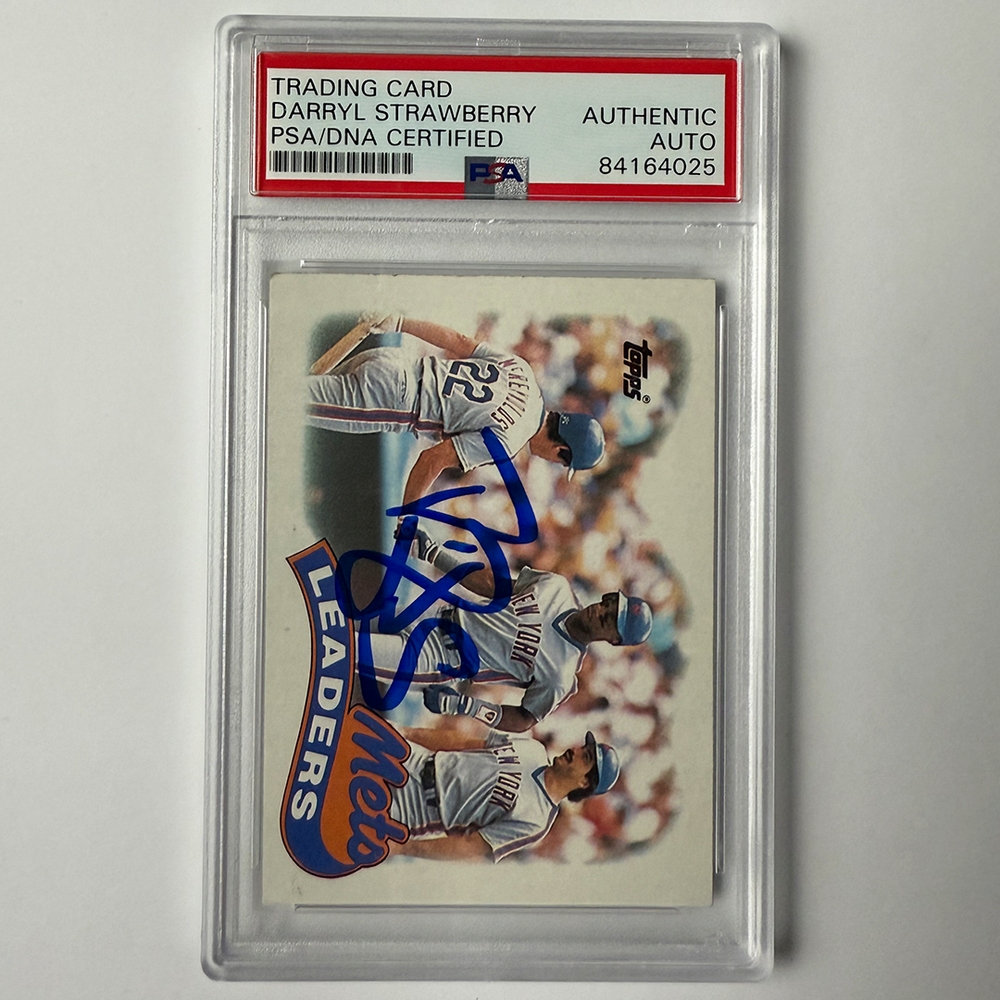 TRADING CARD
DARRYL STRAWBERRY
PSA/DNA CERTIFIED
AUTHENTIC
AUTO
84164025
PSA
topps®
22
NEW YORK
NEW YORK
Mets
LEADERS